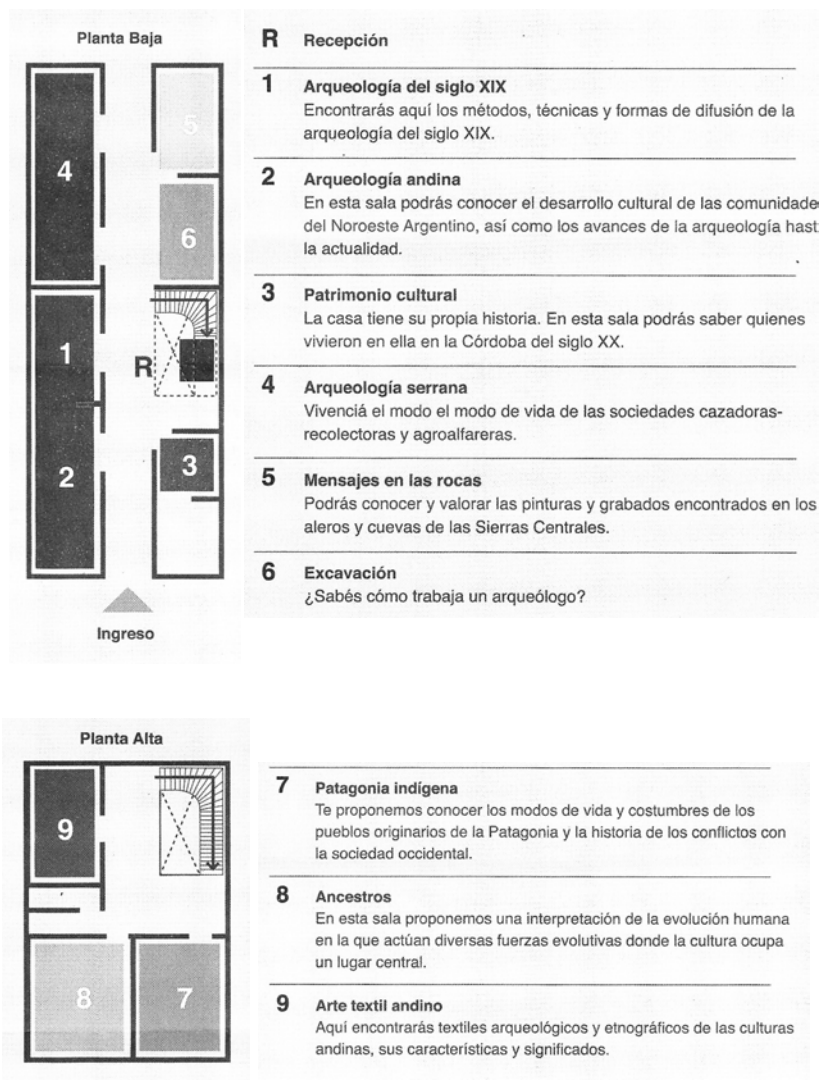 Planta Baja
5
4
6
1
R
2
3
Ingreso
R Recepción
1 Arqueología del siglo XIX
Encontrarás aquí los métodos, técnicas y formas de difusión de la
arqueología del siglo XIX.
2 Arqueología andina
En esta sala podrás conocer el desarrollo cultural de las comunidade
del Noroeste Argentino, así como los avances de la arqueología hast
la actualidad.
3 Patrimonio cultural
La casa tiene su propia historia. En esta sala podrás saber quienes
vivieron en ella en la Córdoba del siglo XX.
4 Arqueología serrana
Vivenciá el modo el modo de vida de las sociedades cazadoras-
recolectoras y agroalfareras.
5 Mensajes en las rocas
Podrás conocer y valorar las pinturas y grabados encontrados en los
aleros y cuevas de las Sierras Centrales.
6 Excavación
¿Sabés cómo trabaja un arqueólogo?
Planta Alta
9
8
7
7 Patagonia indígena
Te proponemos conocer los modos de vida y costumbres de los
pueblos originarios de la Patagonia y la historia de los conflictos con
la sociedad occidental.
8 Ancestros
En esta sala proponemos una interpretación de la evolución humana
en la que actúan diversas fuerzas evolutivas donde la cultura ocupa
un lugar central.
9 Arte textil andino
Aquí encontrarás textiles arqueológicos y etnográficos de las culturas
andinas, sus características y significados.